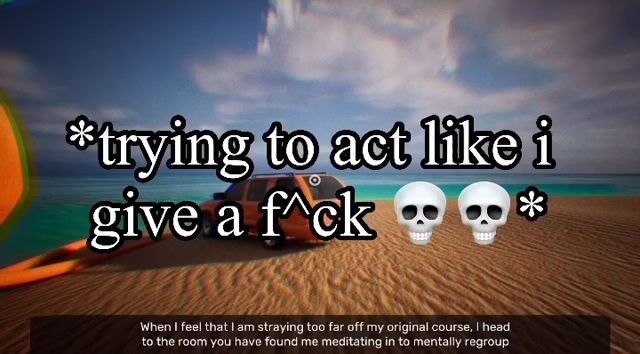 *trying to act like i
give a f^ck 💀💀*
When I feel that I am straying too far off my original course, I head
to the room you have found me meditating in to mentally regroup